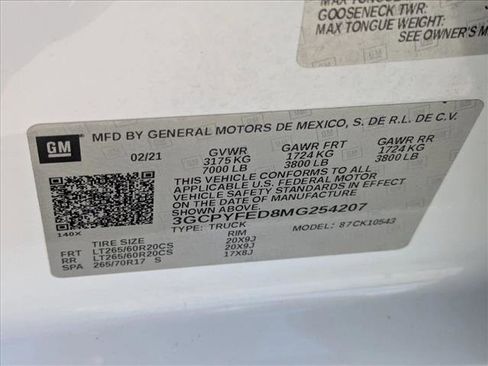 MAX TONGUE
GOOSENECK TWR:
MAX TONGUE WEIGHT:
SEE OWNER'S M
GM
MFD BY GENERAL MOTORS DE MEXICO, S. DE R.L. DE C.V.
02/21 GVWR GAWR FRT GAWR RR
3175 KG 1724 KG 1724 KG
7000 LB 3800 LB 3800 LB
THIS VEHICLE CONFORMS TO ALL
APPLICABLE U.S. FEDERAL MOTOR
VEHICLE SAFETY STANDARDS IN EFFECT
ON THE DATE OF MANUFACTURE SHOWN ABOVE.
3GCPYFED8MG254207
140X TYPE: TRUCK MODEL: 87CK10543
TIRE SIZE RIM
FRT LT265/60R20CS 20X9J
RR LT265/60R20CS 20X9J
SPA 265/70R17 S 17X8J